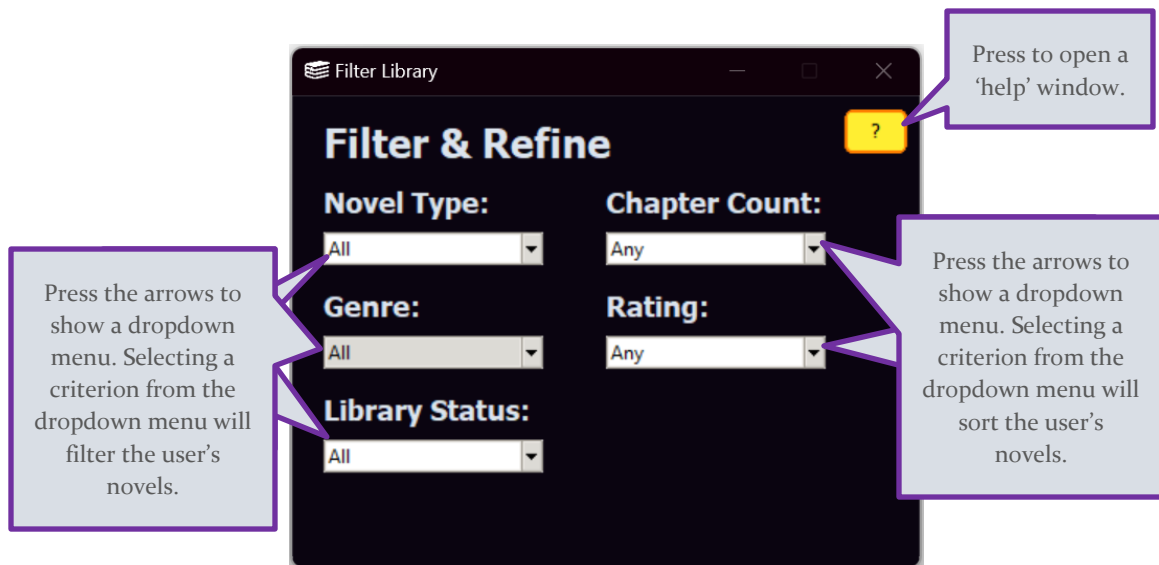 Press to open a
‘help’ window.
Filter Library
?
Filter & Refine
Novel Type:
Chapter Count:
All
Any
Genre:
Rating:
All
Any
Library Status:
All
Press the arrows to
show a dropdown
menu. Selecting a
criterion from the
dropdown menu will
filter the user’s
novels.
Press the arrows to
show a dropdown
menu. Selecting a
criterion from the
dropdown menu will
sort the user’s
novels.